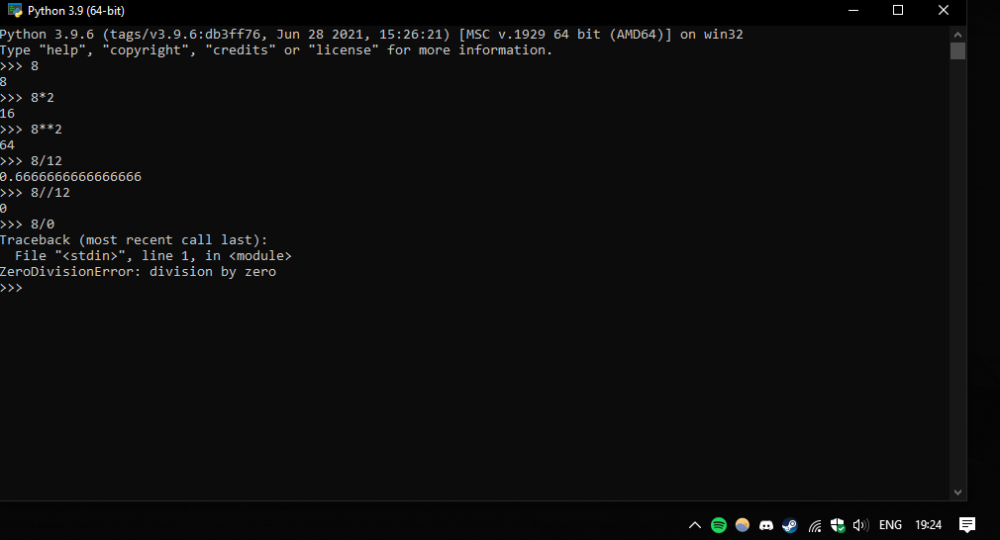 Python 3.9 (64-bit)
Python 3.9.6 (tags/v3.9.6:db3ff76, Jun 28 2021, 15:26:21) [MSC v.1929 64 bit (AMD64)] on win32
Type "help", "copyright", "credits" or "license" for more information.
>>> 8
8
>>> 8*2
16
>>> 8**2
64
>>> 8/12
0.6666666666666666
>>> 8//12
0
>>> 8/0
Traceback (most recent call last):
  File "<stdin>", line 1, in <module>
ZeroDivisionError: division by zero
>>>
ENG 19:24